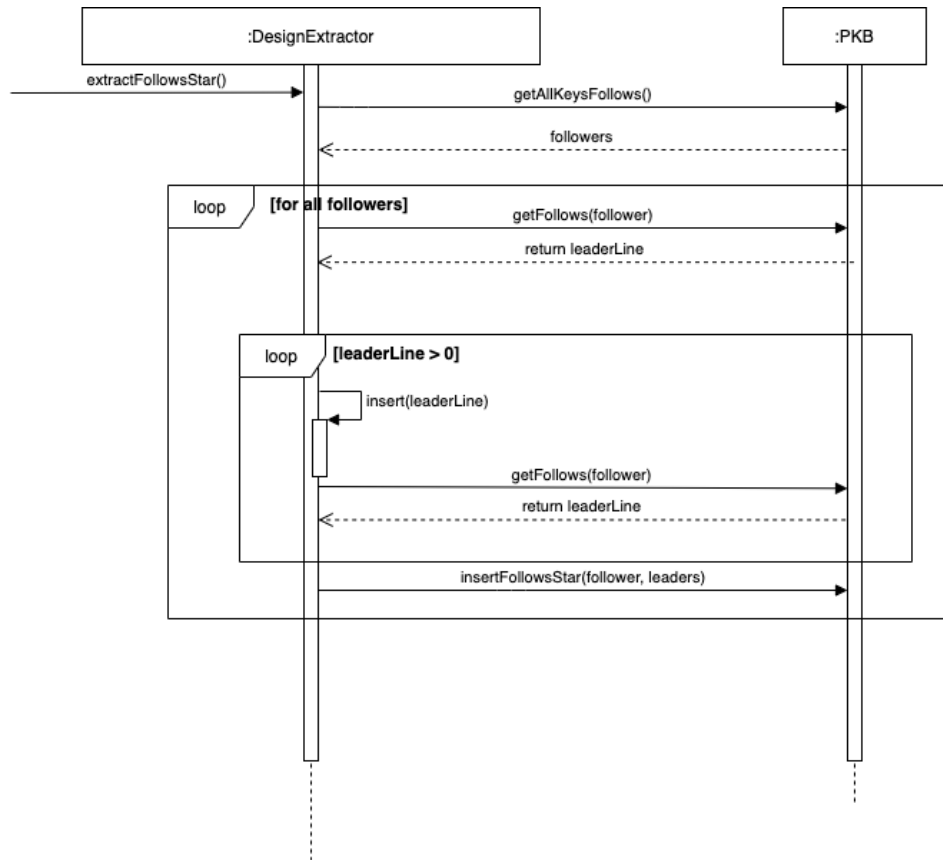 :DesignExtractor
:PKB
extractFollowsStar()
getAllKeysFollows()
followers
loop
[for all followers]
getFollows(follower)
return leaderLine
loop
[leaderLine > 0]
insert(leaderLine)
getFollows(follower)
return leaderLine
insertFollowsStar(follower, leaders)